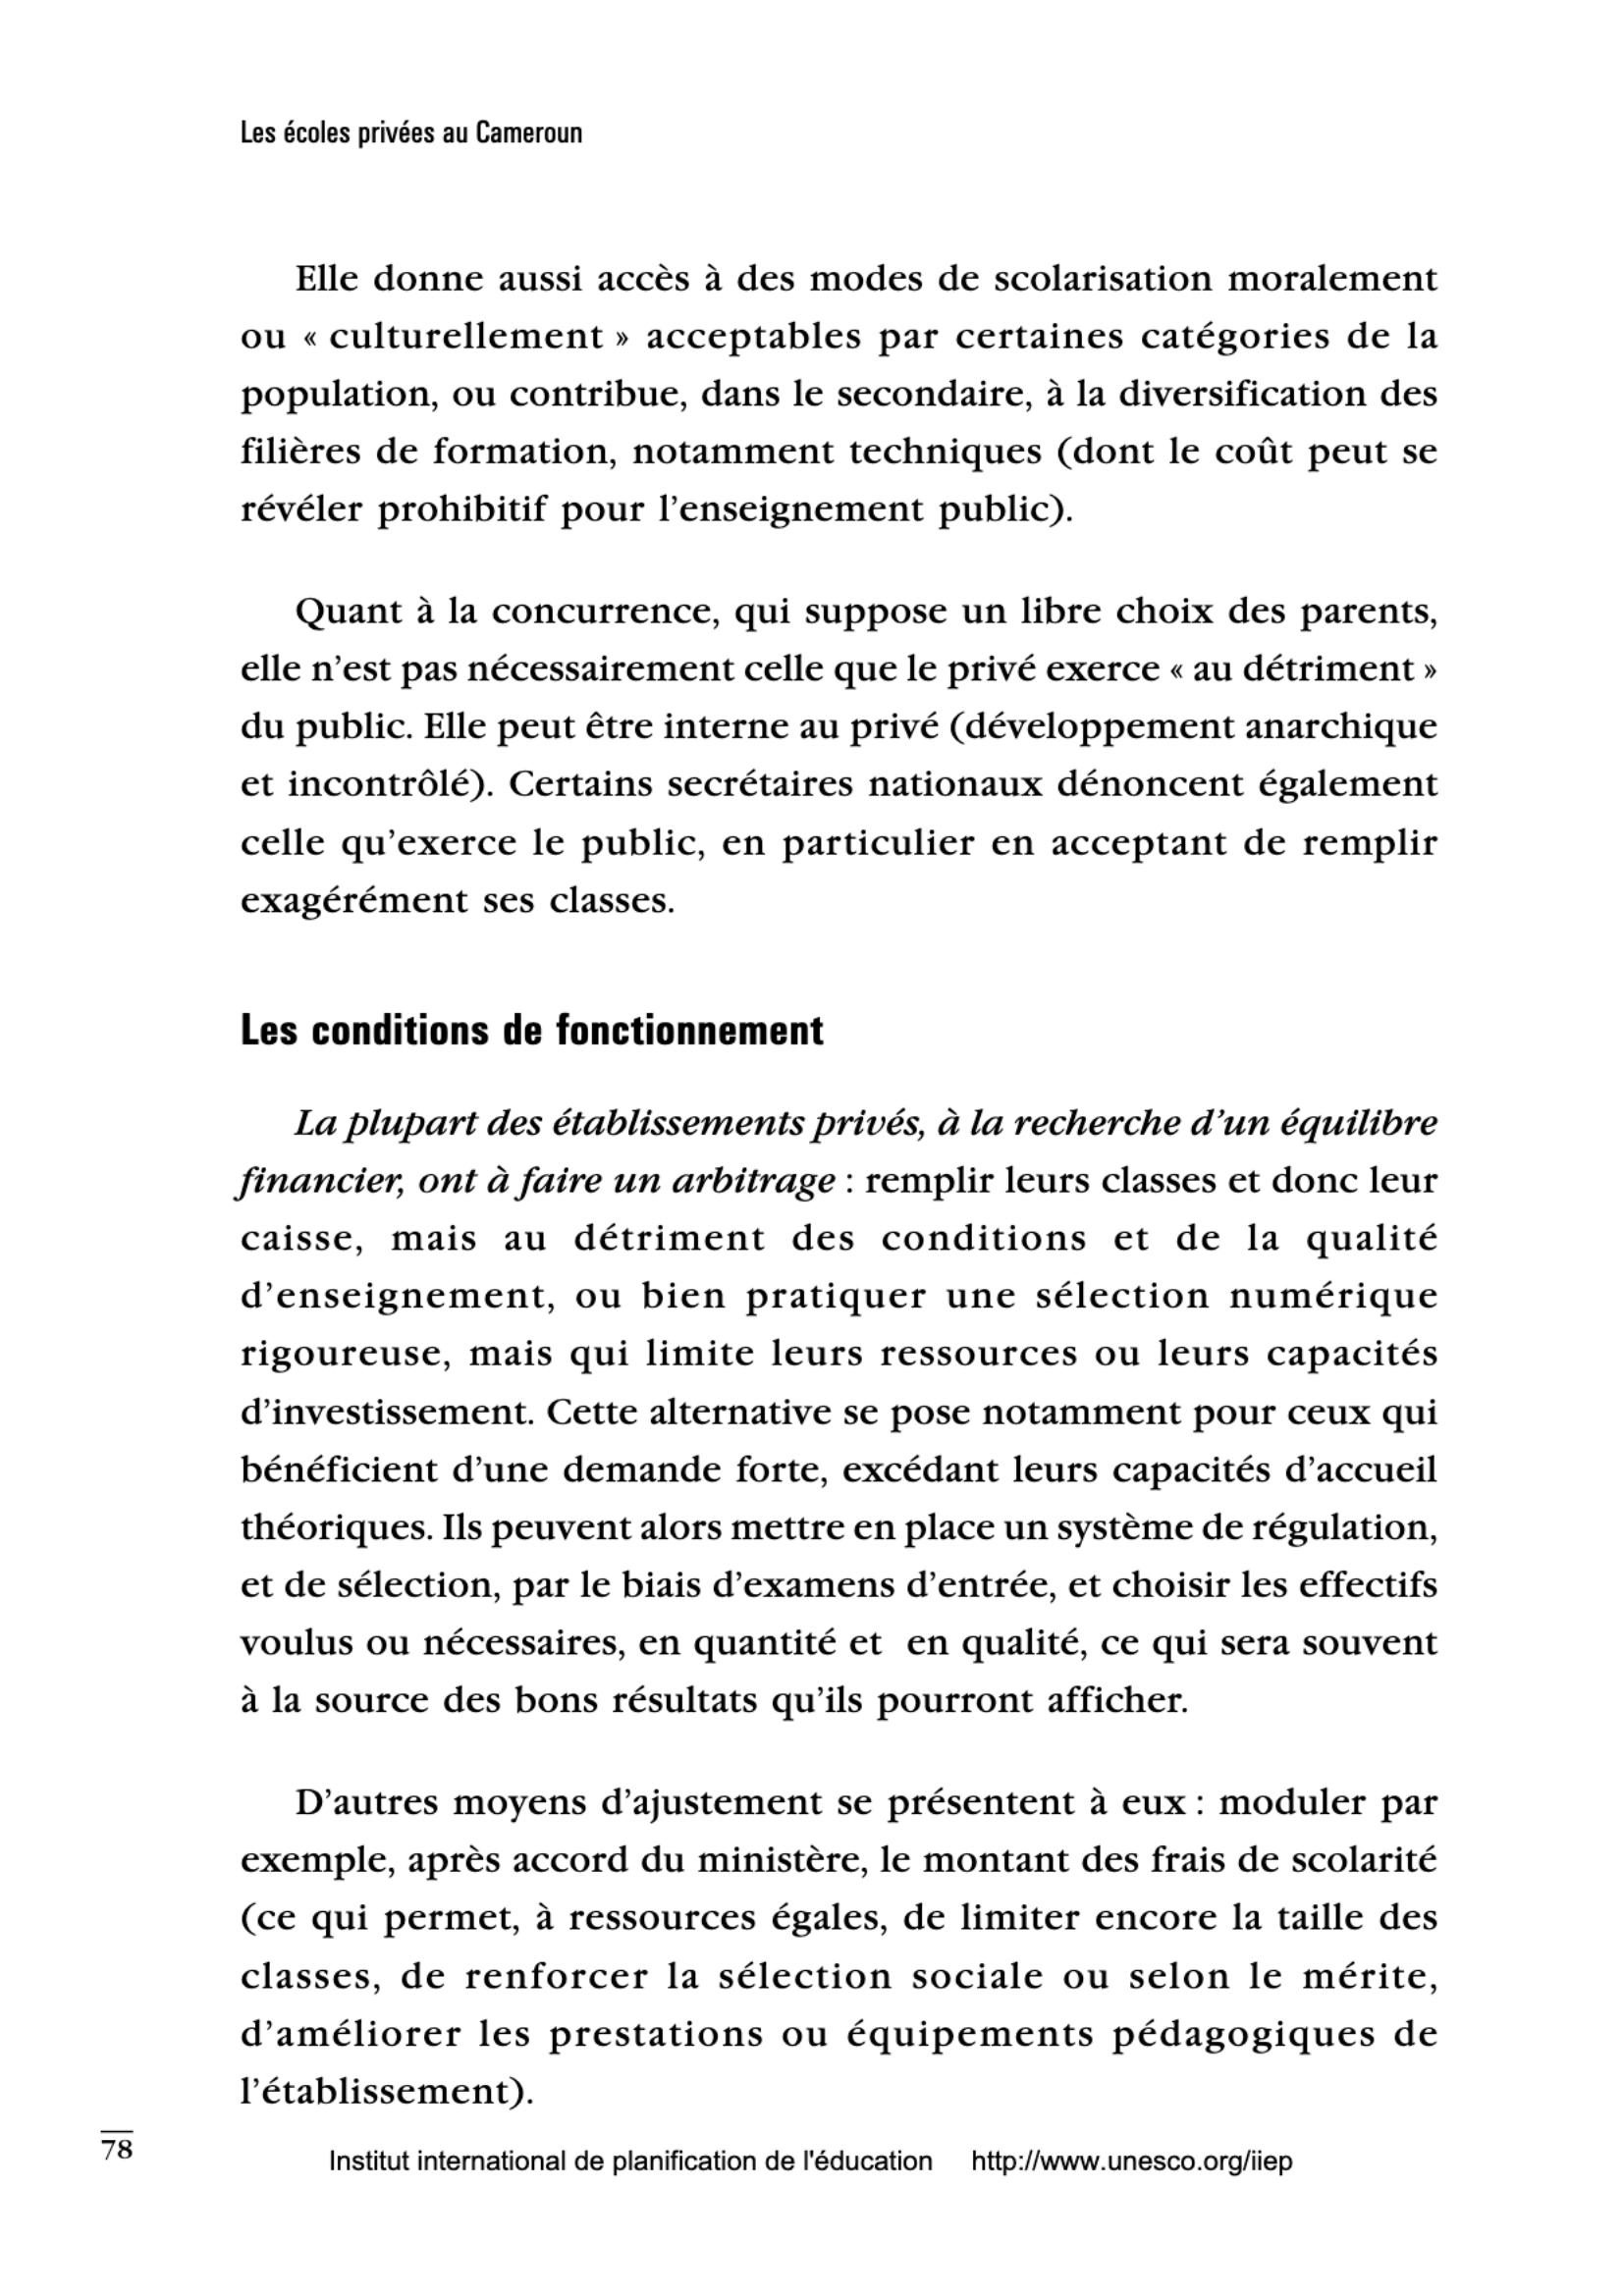 Les écoles privées au Cameroun
Elle donne aussi accès à des modes de scolarisation moralement
ou « culturellement » acceptables par certaines catégories de la
population, ou contribue, dans le secondaire, à la diversification des
filières de formation, notamment techniques (dont le coût peut se
révéler prohibitif pour l’enseignement public).
Quant à la concurrence, qui suppose un libre choix des parents,
elle n’est pas nécessairement celle que le privé exerce « au détriment »
du public. Elle peut être interne au privé (développement anarchique
et incontrôlé). Certains secrétaires nationaux dénoncent également
celle qu’exerce le public, en particulier en acceptant de remplir
exagérément ses classes.
Les conditions de fonctionnement
La plupart des établissements privés, à la recherche d’un équilibre
financier, ont à faire un arbitrage : remplir leurs classes et donc leur
caisse, mais au détriment des conditions et de la qualité
d’enseignement, ou bien pratiquer une sélection numérique
rigoureuse, mais qui limite leurs ressources ou leurs capacités
d’investissement. Cette alternative se pose notamment pour ceux qui
bénéficient d’une demande forte, excédant leurs capacités d’accueil
théoriques. Ils peuvent alors mettre en place un système de régulation,
et de sélection, par le biais d’examens d’entrée, et choisir les effectifs
voulus ou nécessaires, en quantité et en qualité, ce qui sera souvent
à la source des bons résultats qu’ils pourront afficher.
D’autres moyens d’ajustement se présentent à eux : moduler par
exemple, après accord du ministère, le montant des frais de scolarité
(ce qui permet, à ressources égales, de limiter encore la taille des
classes, de renforcer la sélection sociale ou selon le mérite,
d’améliorer les prestations ou équipements pédagogiques de
l’établissement).
78
Institut international de planification de l'éducation http://www.unesco.org/iiep